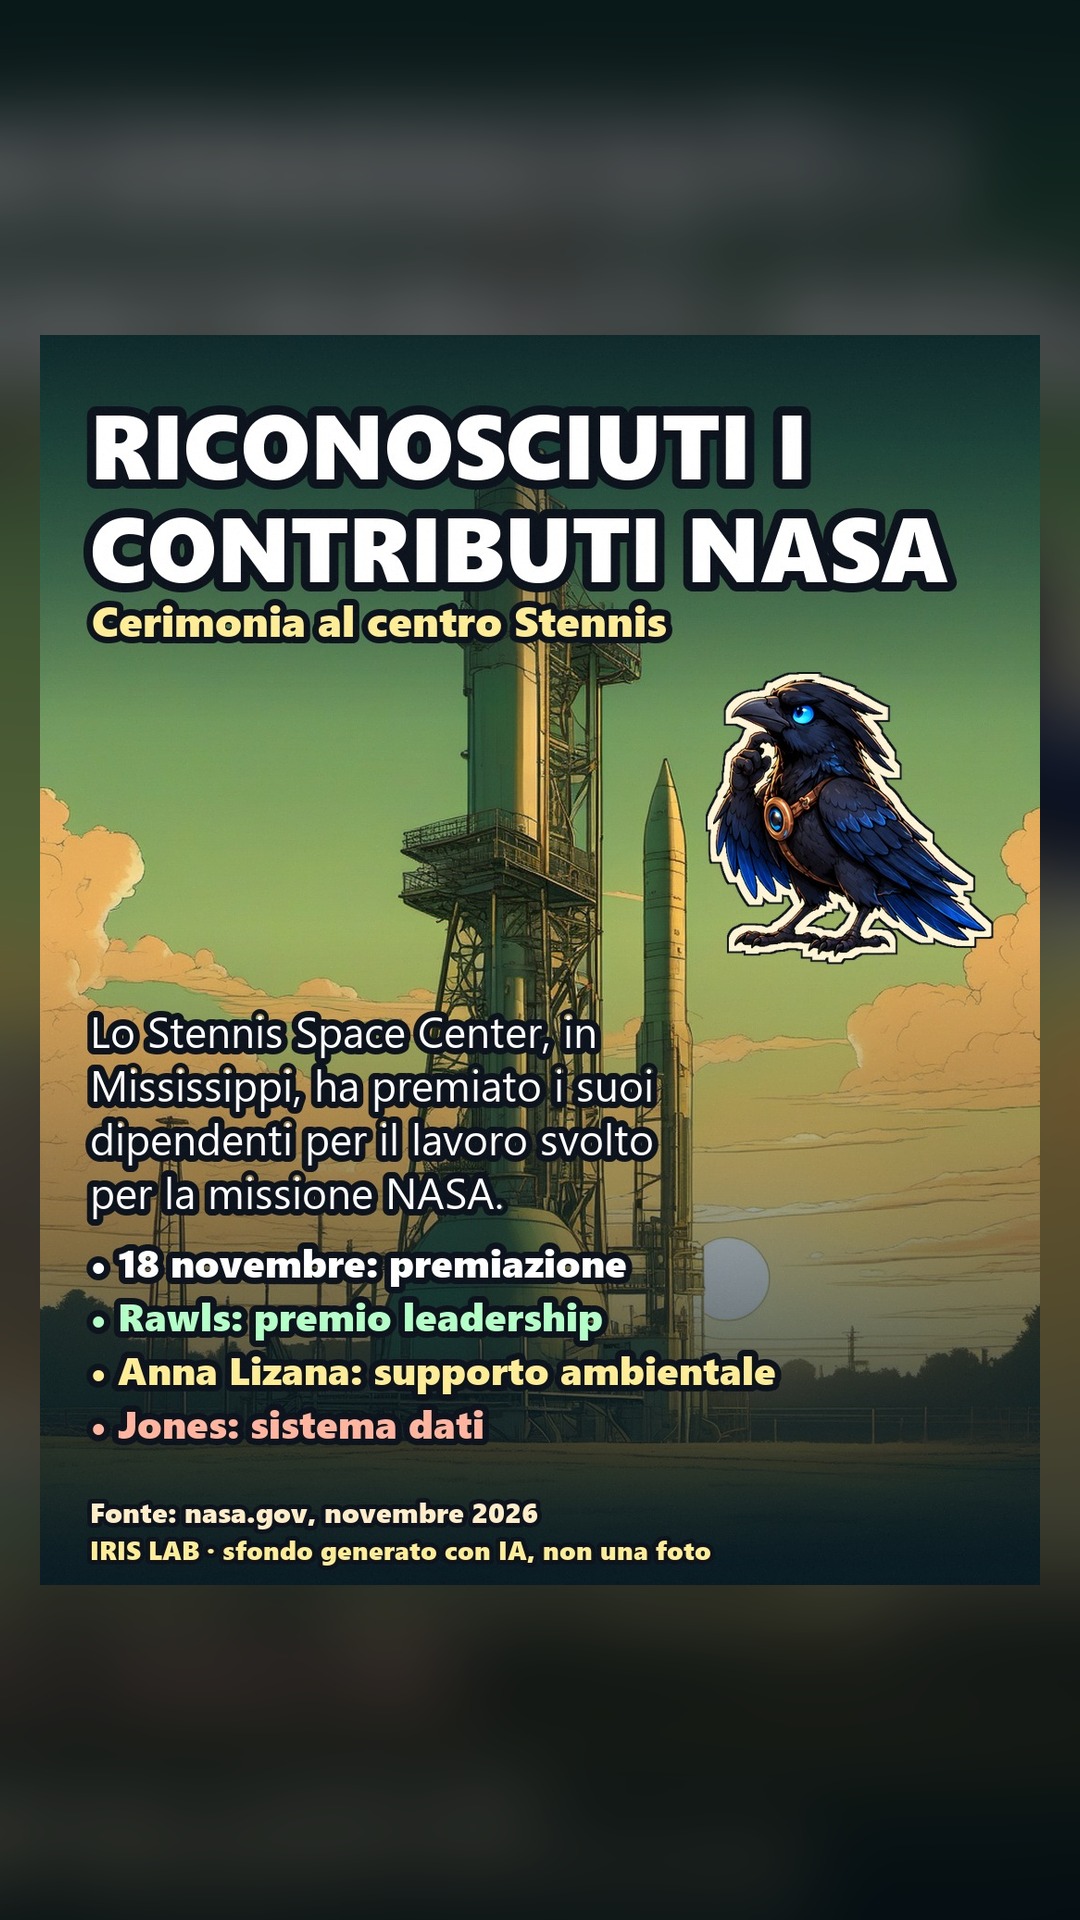 RICONOSCIUTI I
CONTRIBUTI NASA
Cerimonia al centro Stennis
Lo Stennis Space Center, in
Mississippi, ha premiato i suoi
dipendenti per il lavoro svolto
per la missione NASA.
• 18 novembre: premiazione
• Rawls: premio leadership
• Anna Lizana: supporto ambientale
• Jones: sistema dati
Fonte: nasa.gov, novembre 2026
IRIS LAB · sfondo generato con IA, non una foto